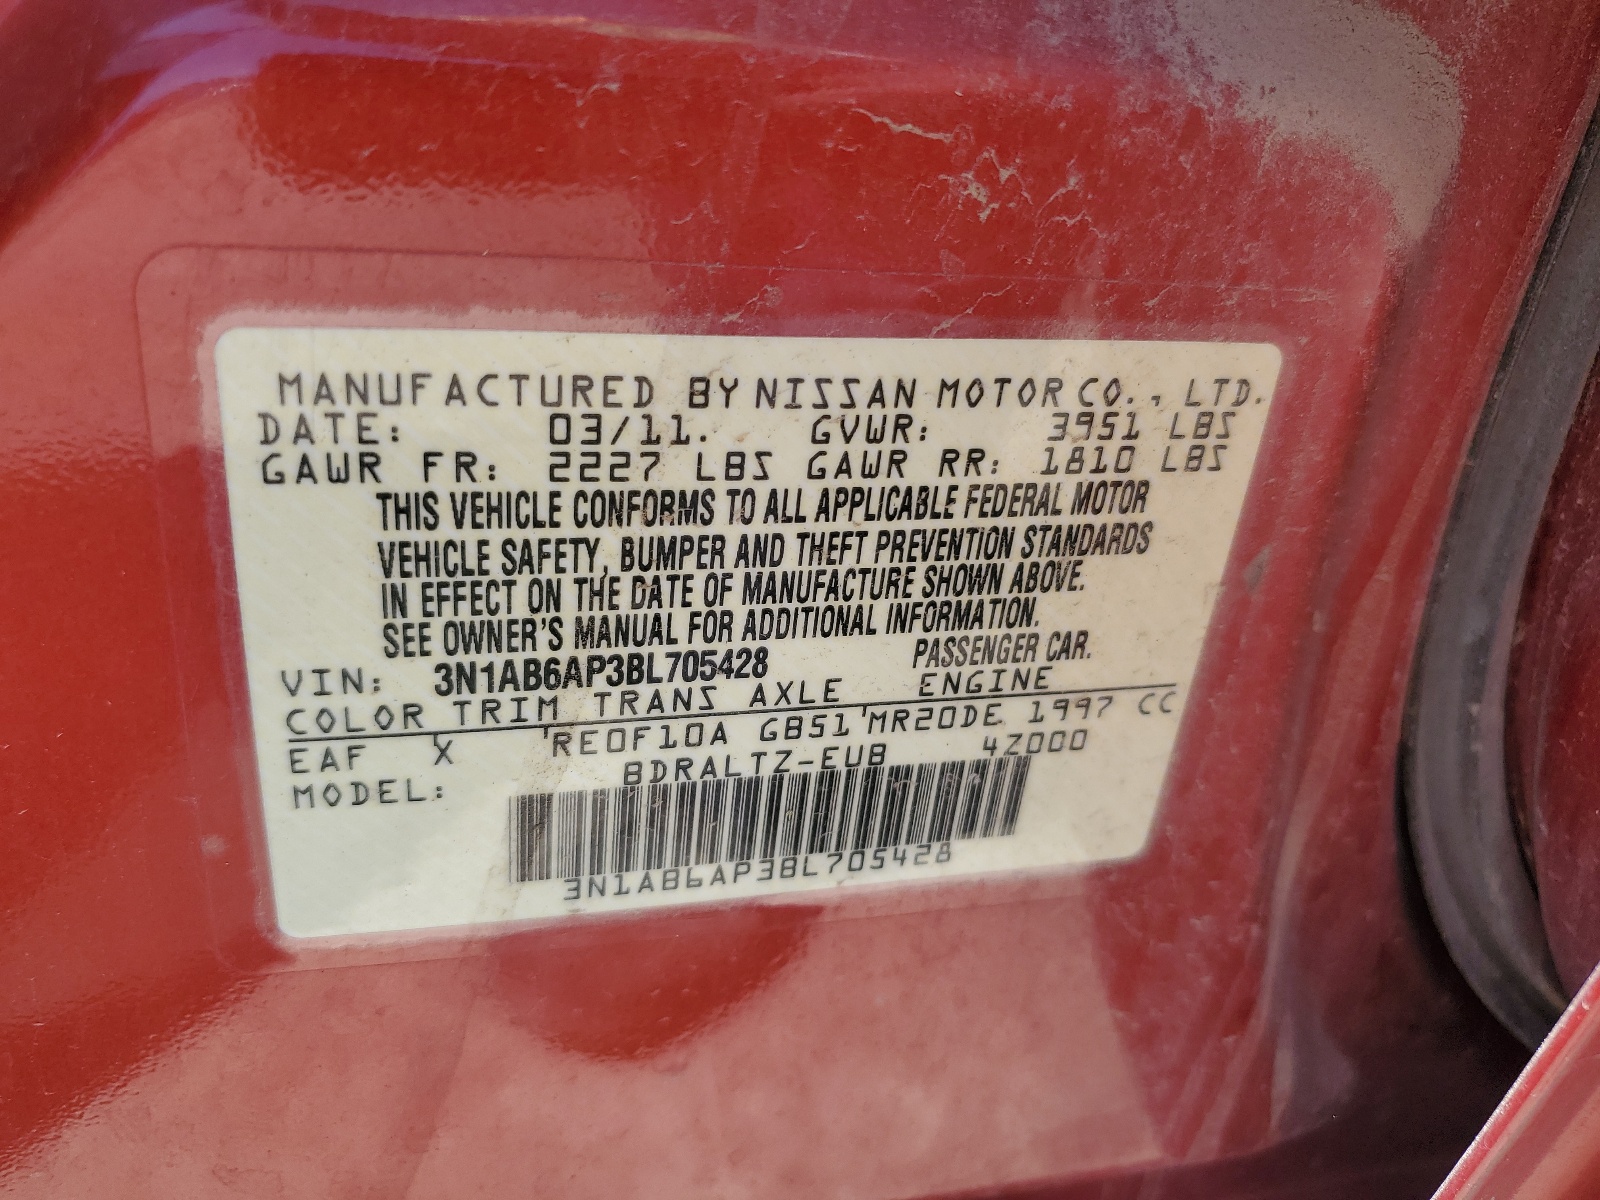 MANUFACTURED BY NISSAN MOTOR CO., LTD.
DATE: 03/11. GVWR: 3951 LBS
GAWR FR: 2227 LBS GAWR RR: 1810 LBS
THIS VEHICLE CONFORMS TO ALL APPLICABLE FEDERAL MOTOR
VEHICLE SAFETY, BUMPER AND THEFT PREVENTION STANDARDS
IN EFFECT ON THE DATE OF MANUFACTURE SHOWN ABOVE.
SEE OWNER'S MANUAL FOR ADDITIONAL INFORMATION.
VIN: 3N1AB6AP3BL705428 PASSENGER CAR.
COLOR TRIM TRANS AXLE ENGINE
EAF X RE0F10A GB51 MR20DE 1997 CC
MODEL: BDRALTZ-EUB 4Z000
3N1AB6AP3BL705428